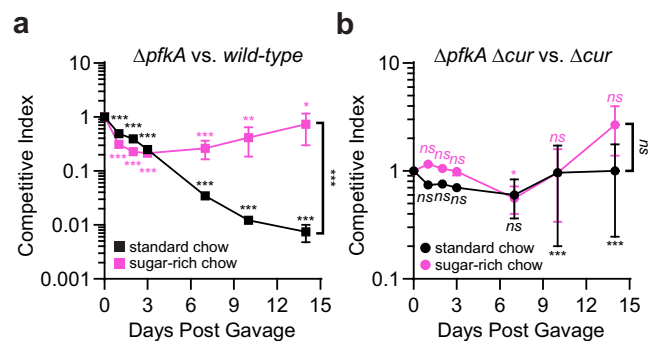 a
ΔpfkA vs. wild-type
Competitive Index
10
1
0.1
0.01
0.001
*** *** ***
*** *** ***
*** ** *
*** *** ***
***
standard chow
sugar-rich chow
0 3 6 9 12 15
Days Post Gavage
b
ΔpfkA Δcur vs. Δcur
Competitive Index
10
1
0.1
ns ns ns
ns ns ns
* ns ns
ns *** ***
ns
standard chow
sugar-rich chow
0 3 6 9 12 15
Days Post Gavage